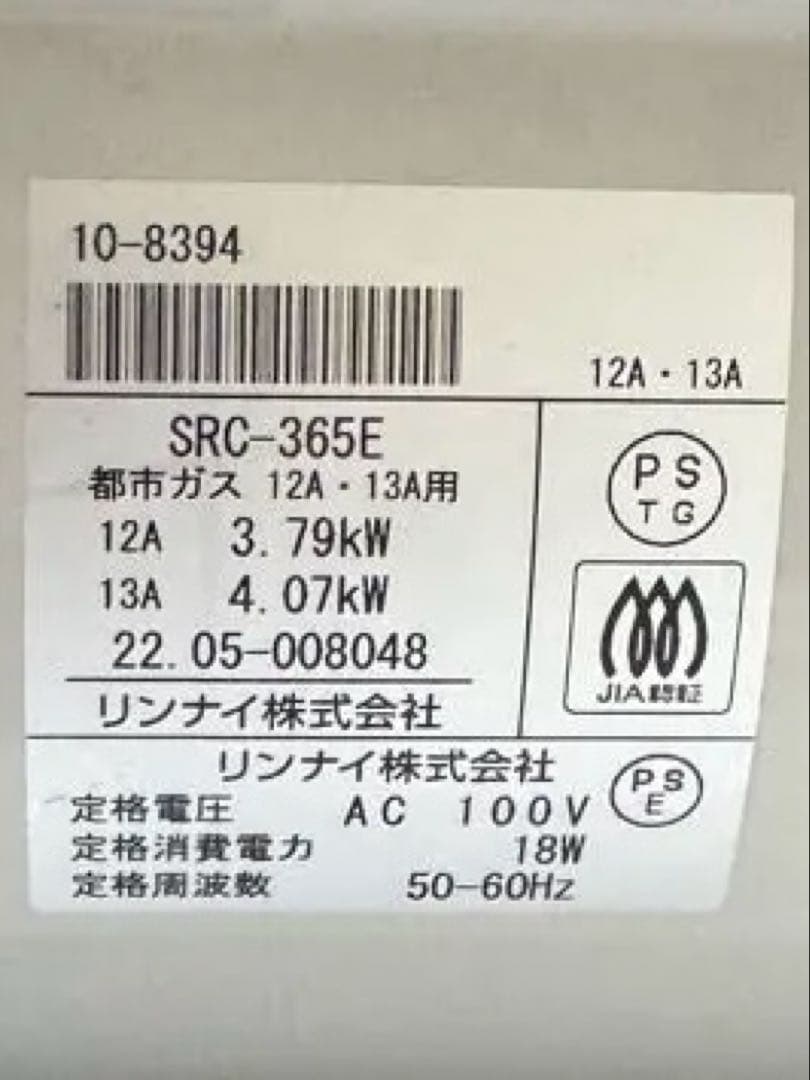 10-8394
12A・13A
SRC-365E
都市ガス 12A・13A用
12A 3.79kW
13A 4.07kW
22.05-008048
リンナイ株式会社
PS
TG
JIA認証
リンナイ株式会社
PS
E
定格電圧 AC 100V
定格消費電力 18W
定格周波数 50-60Hz